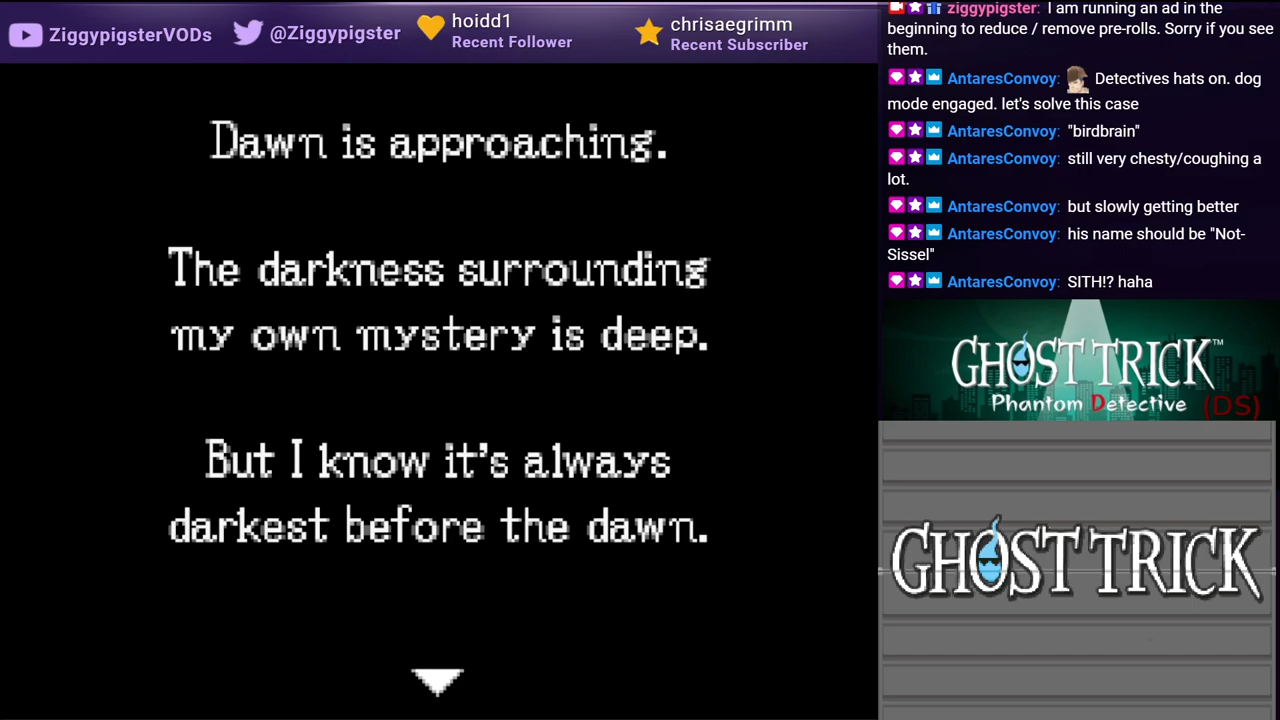 ZiggypigsterVODs
@Ziggypigster
hoidd1
Recent Follower
chrisaegrimm
Recent Subscriber
Dawn is approaching.
The darkness surrounding
my own mystery is deep.
But I know it's always
darkest before the dawn.
ziggypigster: I am running an ad in the
beginning to reduce / remove pre-rolls. Sorry if you see
them.
AntaresConvoy: Detectives hats on. dog
mode engaged. let's solve this case
AntaresConvoy: "birdbrain"
AntaresConvoy: still very chesty/coughing a
lot.
AntaresConvoy: but slowly getting better
AntaresConvoy: his name should be "Not-
Sissel"
AntaresConvoy: SITH!? haha
GHOST TRICK™
Phantom Detective (DS)
GHOST TRICK